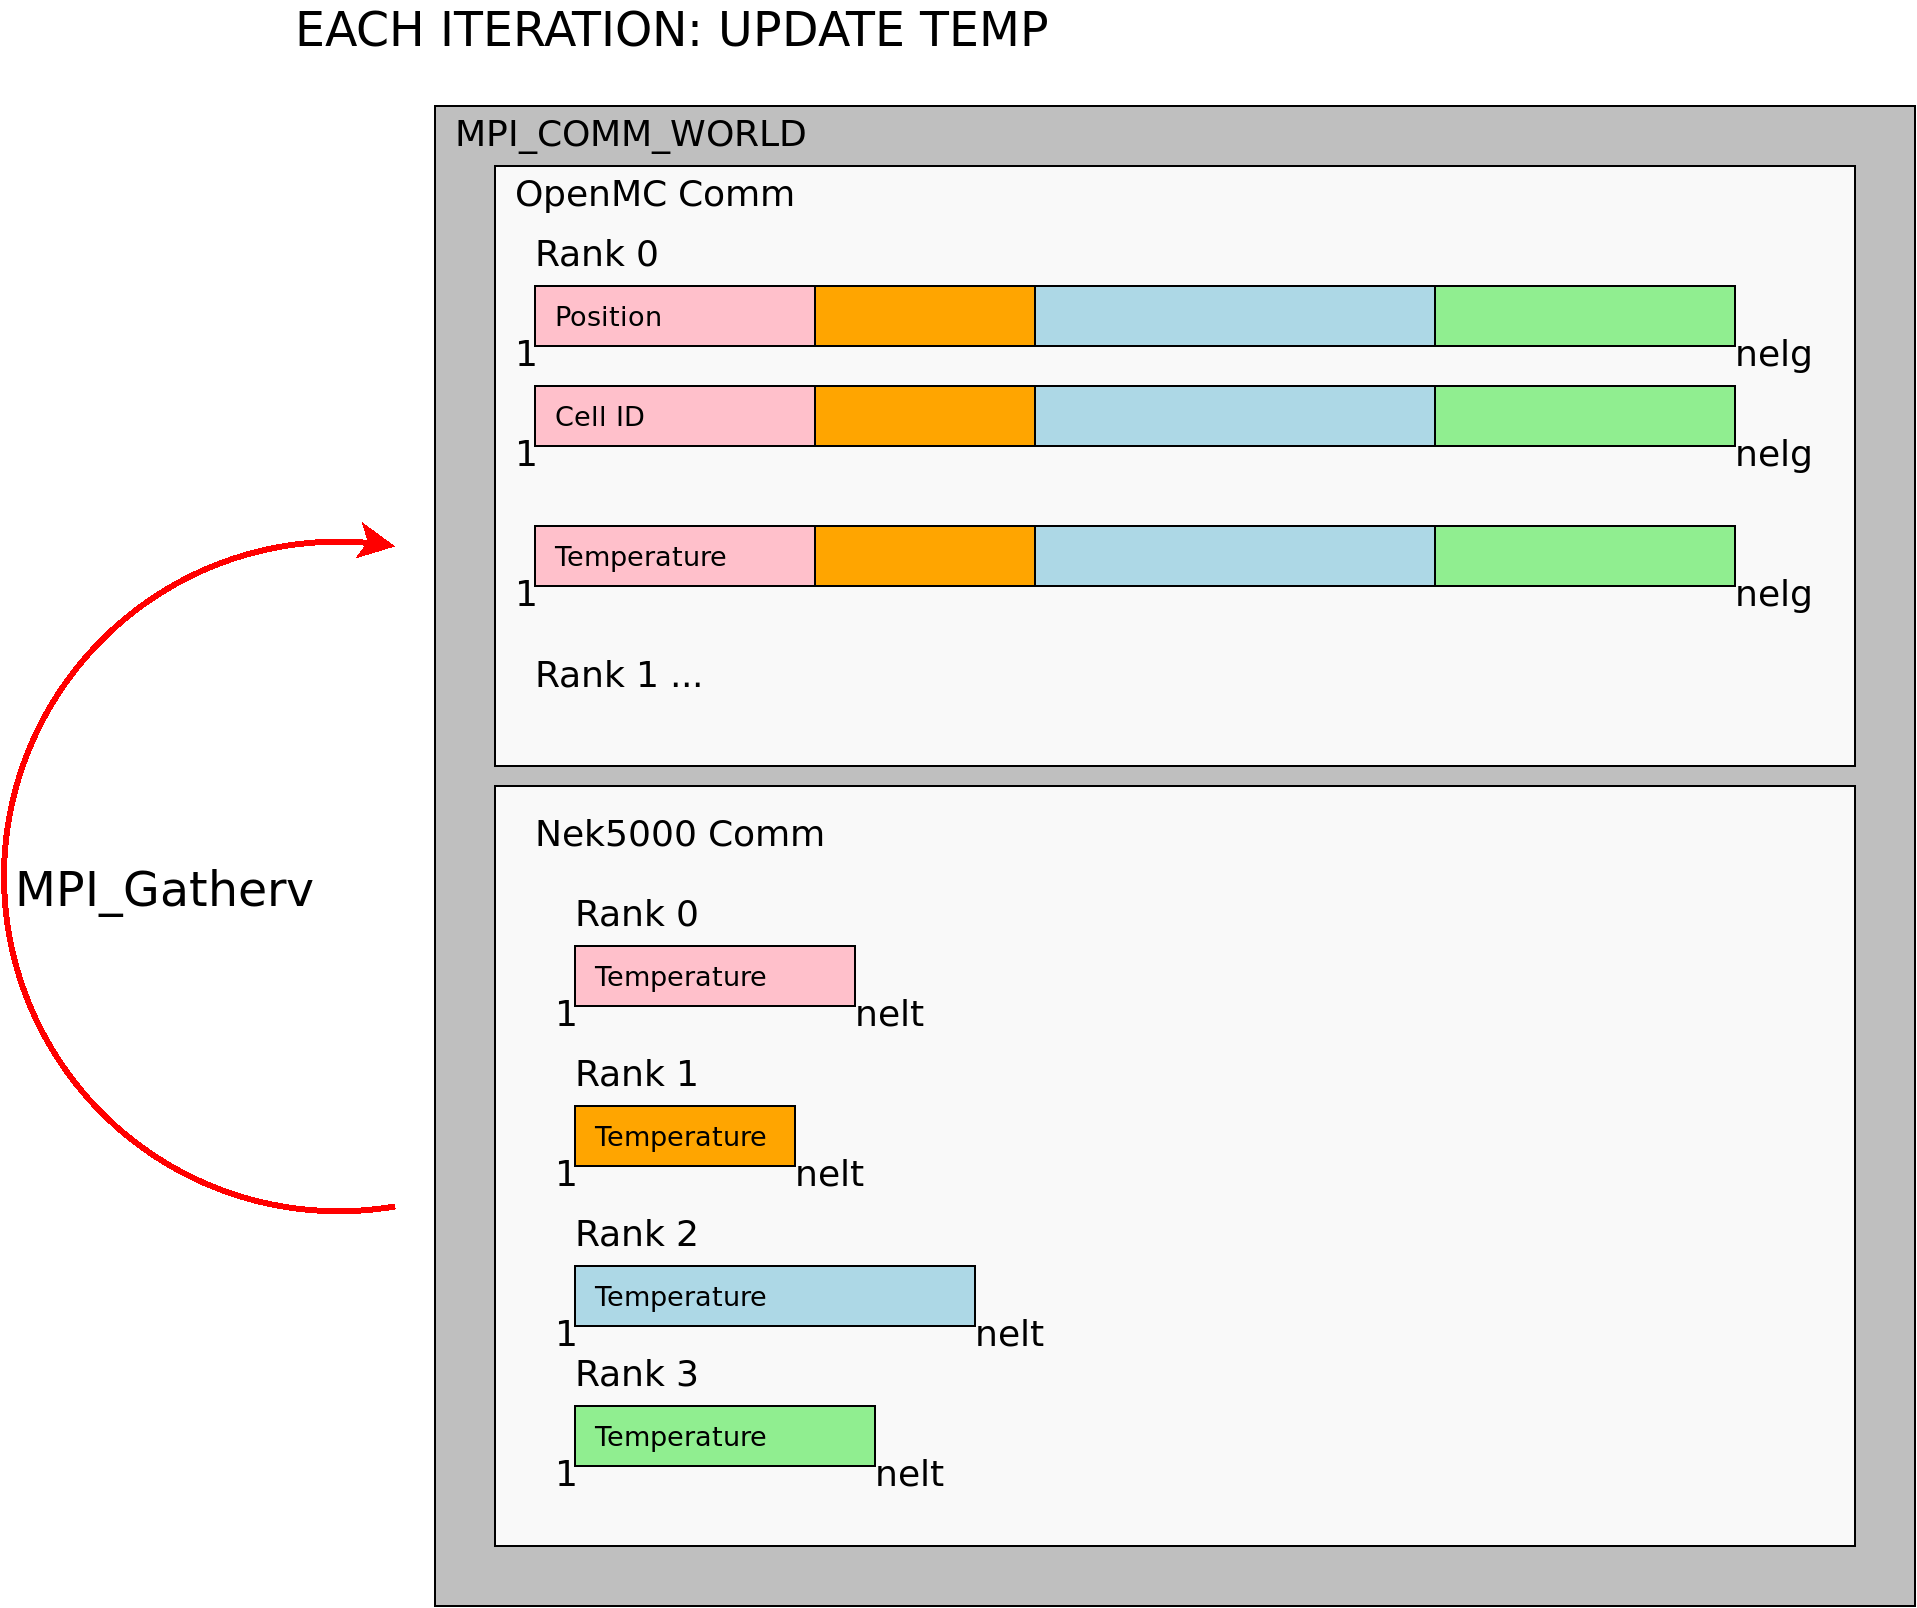 EACH ITERATION: UPDATE TEMP
MPI_COMM_WORLD
OpenMC Comm
Rank 0
Position
1
nelg
Cell ID
1
nelg
Temperature
1
nelg
Rank 1 ...
MPI_Gatherv
Nek5000 Comm
Rank 0
Temperature
1
nelt
Rank 1
Temperature
1
nelt
Rank 2
Temperature
1
nelt
Rank 3
Temperature
1
nelt